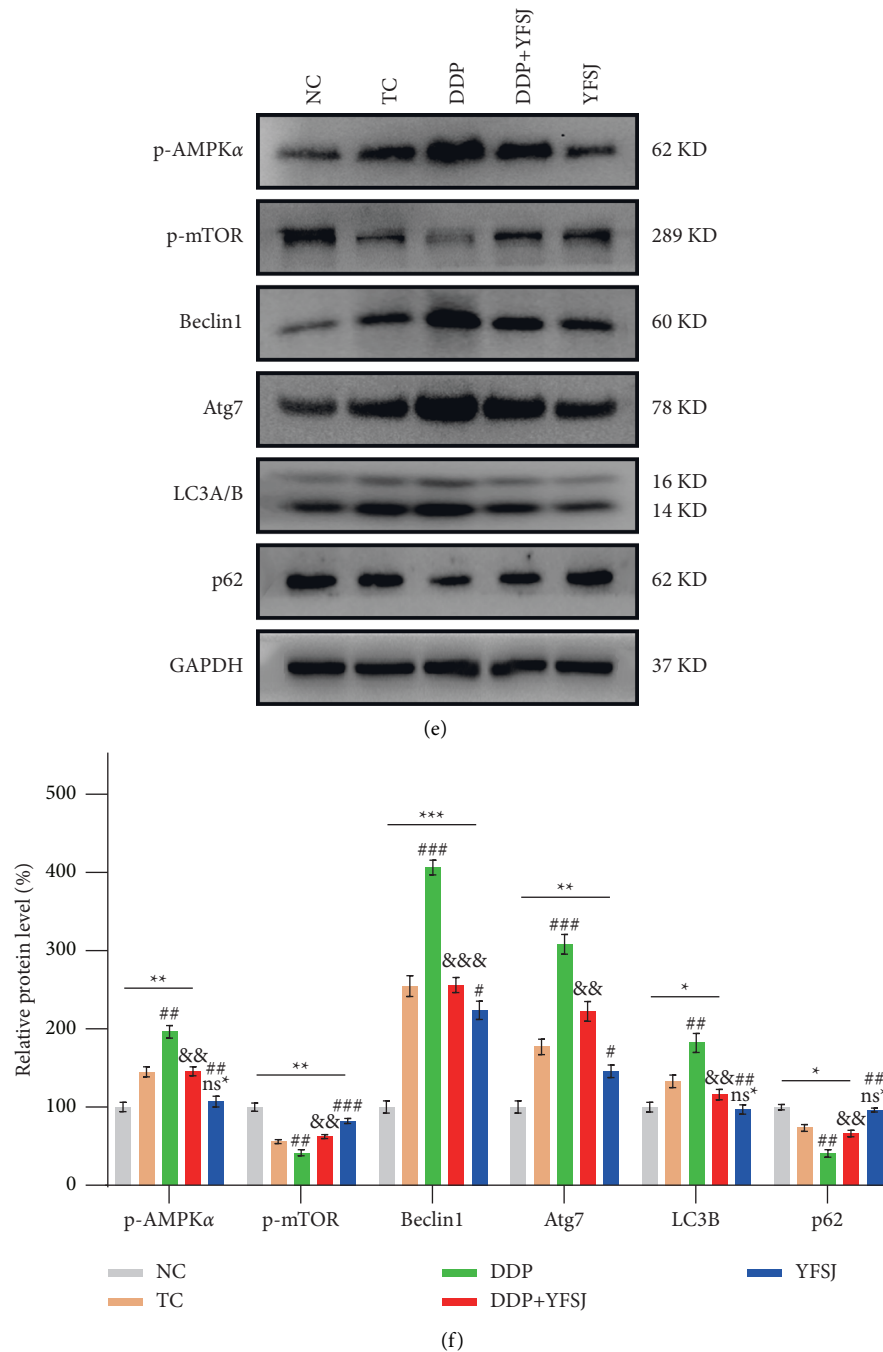 NC TC DDP DDP+YFSJ YFSJ
p-AMPKα 62 KD
p-mTOR 289 KD
Beclin1 60 KD
Atg7 78 KD
LC3A/B 16 KD
14 KD
p62 62 KD
GAPDH 37 KD
(e)
Relative protein level (%)
500
400
300
200
100
0
** ## && ## ns*
** ## && ###
*** ### &&& #
** ### && #
* ## && ## ns*
* ## && ## ns*
p-AMPKα p-mTOR Beclin1 Atg7 LC3B p62
NC DDP YFSJ
TC DDP+YFSJ
(f)